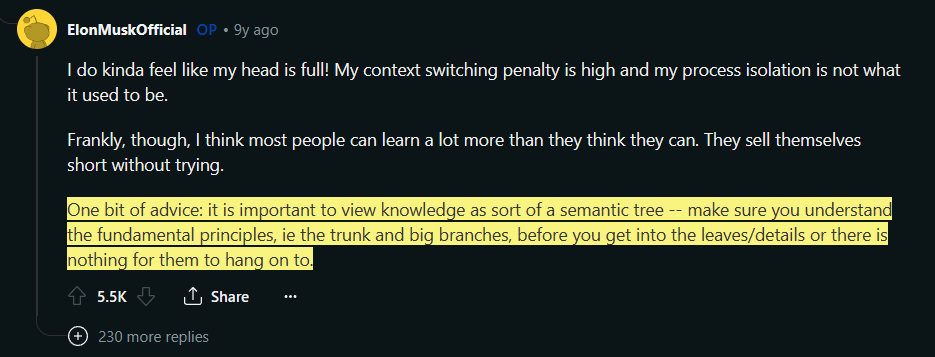 ElonMuskOfficial OP • 9y ago
I do kinda feel like my head is full! My context switching penalty is high and my process isolation is not what
it used to be.
Frankly, though, I think most people can learn a lot more than they think they can. They sell themselves
short without trying.
One bit of advice: it is important to view knowledge as sort of a semantic tree -- make sure you understand
the fundamental principles, ie the trunk and big branches, before you get into the leaves/details or there is
nothing for them to hang on to.
5.5K Share ...
230 more replies